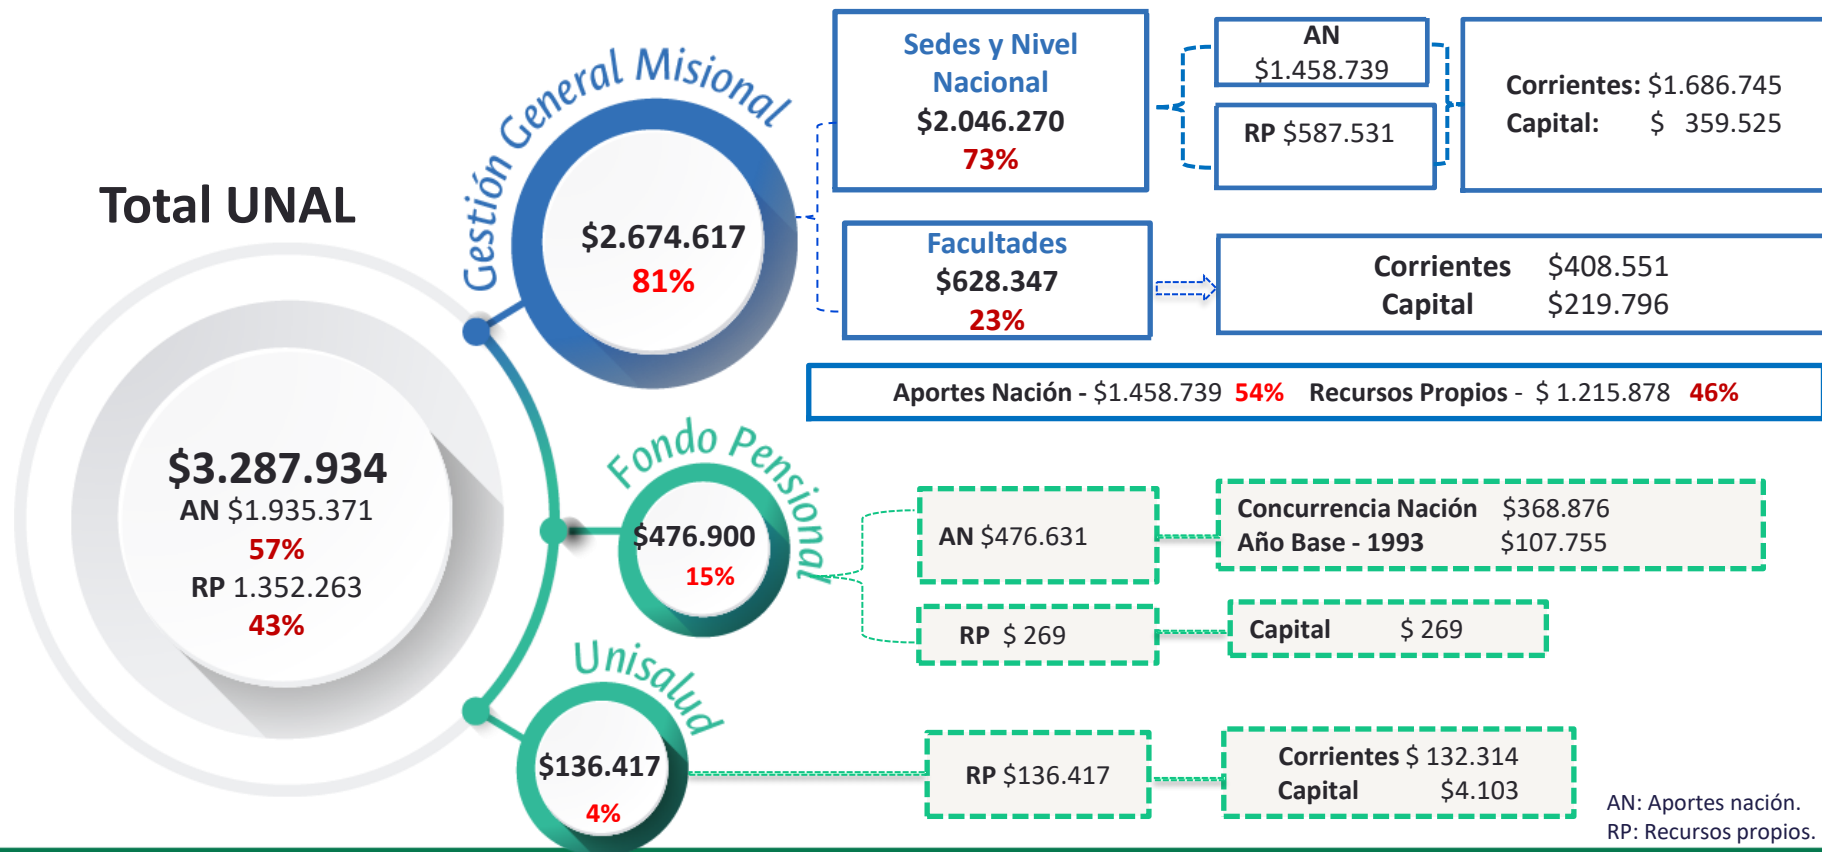 Total UNAL
$3.287.934
AN $1.935.371
57%
RP 1.352.263
43%
Gestión General Misional
$2.674.617
81%
Sedes y Nivel
Nacional
$2.046.270
73%
AN
$1.458.739
RP $587.531
Corrientes: $1.686.745
Capital: $ 359.525
Facultades
$628.347
23%
Corrientes $408.551
Capital $219.796
Aportes Nación - $1.458.739 54% Recursos Propios - $ 1.215.878 46%
Fondo Pensional
$476.900
15%
AN $476.631
Concurrencia Nación $368.876
Año Base - 1993 $107.755
RP $ 269
Capital $ 269
Unisalud
$136.417
4%
RP $136.417
Corrientes $ 132.314
Capital $4.103
AN: Aportes nación.
RP: Recursos propios.